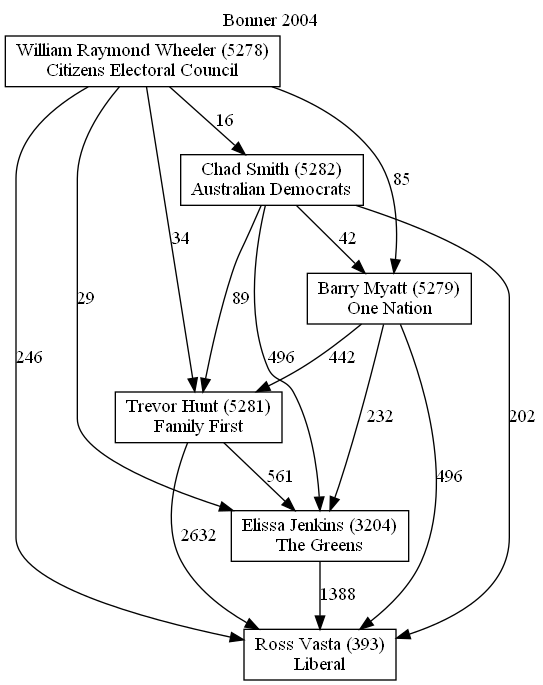 Bonner 2004
William Raymond Wheeler (5278)
Citizens Electoral Council
16
Chad Smith (5282)
Australian Democrats
85
34
42
Barry Myatt (5279)
One Nation
29
89
246
496
442
Trevor Hunt (5281)
Family First
232
202
561
496
Elissa Jenkins (3204)
The Greens
2632
1388
Ross Vasta (393)
Liberal